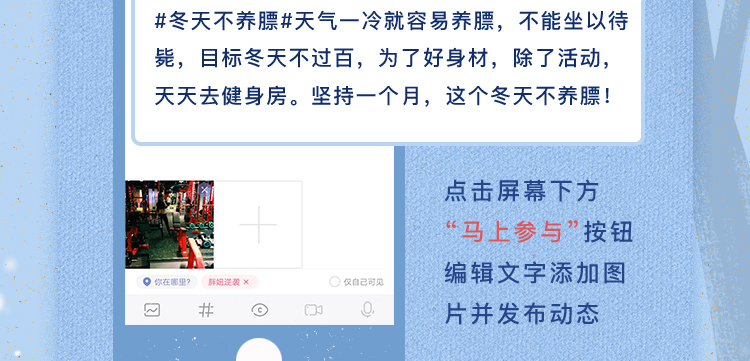 #冬天不养膘#天气一冷就容易养膘，不能坐以待
毙，目标冬天不过百，为了好身材，除了活动，
天天去健身房。坚持一个月，这个冬天不养膘！
点击屏幕下方
“马上参与”按钮
编辑文字添加图
片并发布动态
你在哪里？
胖妞逆袭 ×
仅自己可见